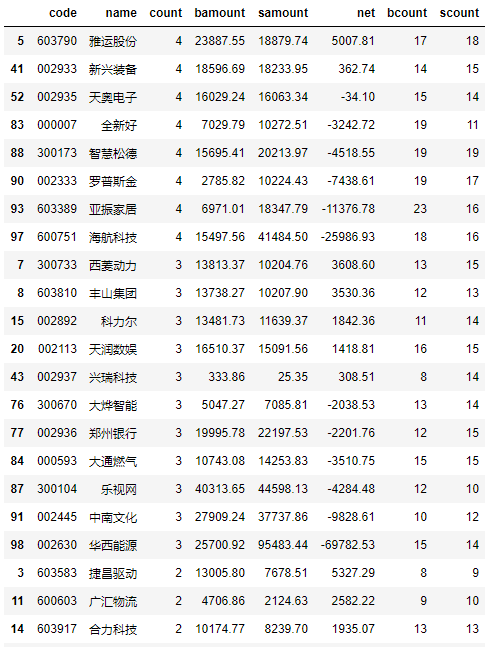 code name count bamount samount net bcount scount
5 603790 雅运股份 4 23887.55 18879.74 5007.81 17 18
41 002933 新兴装备 4 18596.69 18233.95 362.74 14 15
52 002935 天奥电子 4 16029.24 16063.34 -34.10 15 14
83 000007 全新好 4 7029.79 10272.51 -3242.72 19 11
88 300173 智慧松德 4 15695.41 20213.97 -4518.55 19 19
90 002333 罗普斯金 4 2785.82 10224.43 -7438.61 19 17
93 603389 亚振家居 4 6971.01 18347.79 -11376.78 23 16
97 600751 海航科技 4 15497.56 41484.50 -25986.93 18 16
7 300733 西菱动力 3 13813.37 10204.76 3608.60 13 15
8 603810 丰山集团 3 13738.27 10207.90 3530.36 12 13
15 002892 科力尔 3 13481.73 11639.37 1842.36 11 14
20 002113 天润数娱 3 16510.37 15091.56 1418.81 16 15
43 002937 兴瑞科技 3 333.86 25.35 308.51 8 14
76 300670 大烨智能 3 5047.27 7085.81 -2038.53 13 14
77 002936 郑州银行 3 19995.78 22197.53 -2201.76 12 15
84 000593 大通燃气 3 10743.08 14253.83 -3510.75 15 15
87 300104 乐视网 3 40313.65 44598.13 -4284.48 12 10
91 002445 中南文化 3 27909.24 37737.86 -9828.61 10 12
98 002630 华西能源 3 25700.92 95483.44 -69782.53 15 14
3 603583 捷昌驱动 2 13005.80 7678.51 5327.29 8 9
11 600603 广汇物流 2 4706.86 2124.63 2582.22 9 10
14 603917 合力科技 2 10174.77 8239.70 1935.07 13 13